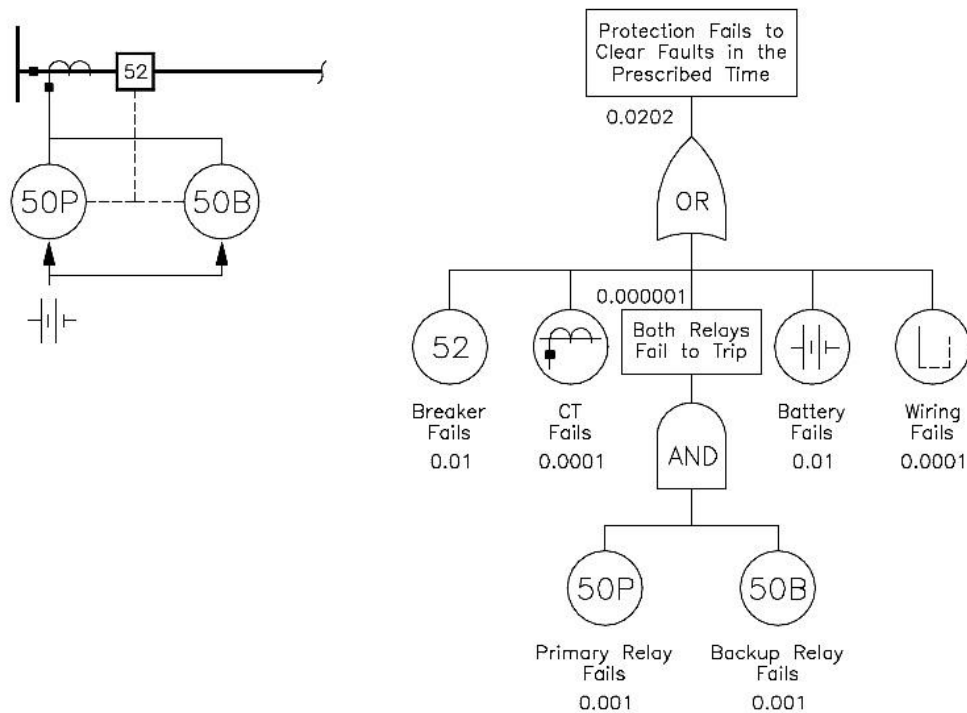 52
50P
50B
Protection Fails to
Clear Faults in the
Prescribed Time
0.0202
OR
0.000001
52
Both Relays
Fail to Trip
Breaker
Fails
0.01
CT
Fails
0.0001
Battery
Fails
0.01
Wiring
Fails
0.0001
AND
50P
50B
Primary Relay
Fails
0.001
Backup Relay
Fails
0.001